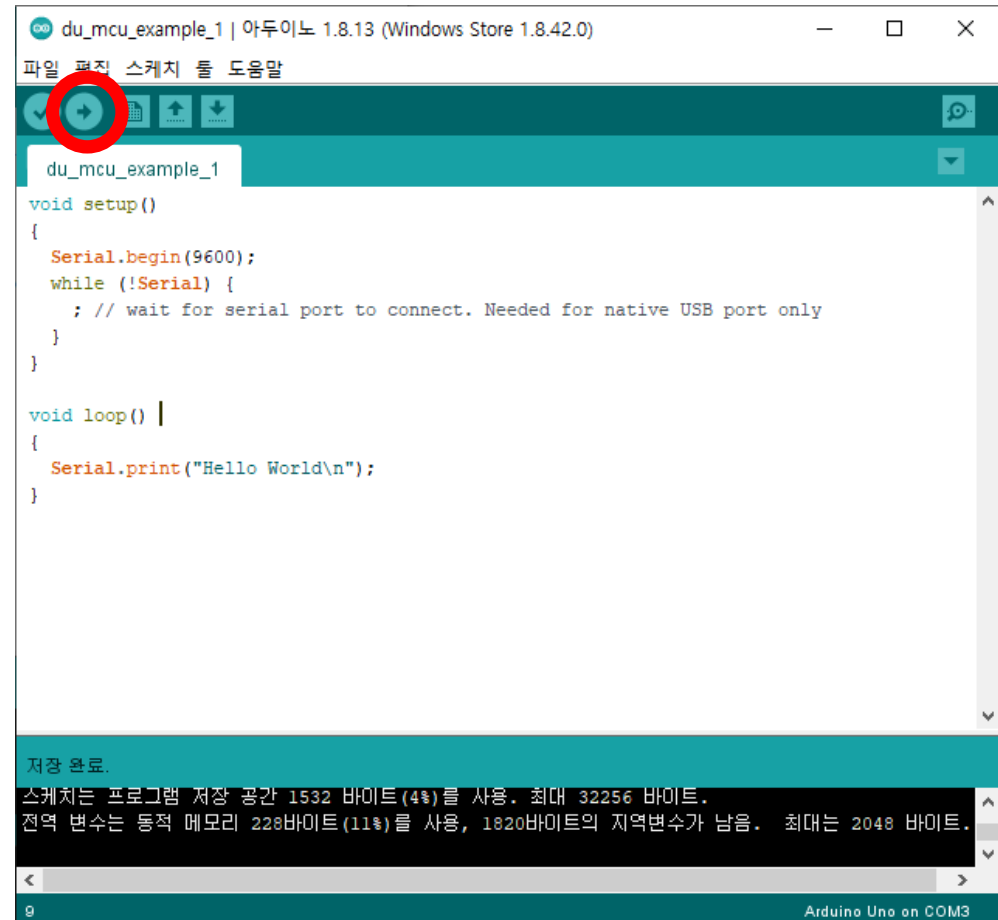 du_mcu_example_1 | 아두이노 1.8.13 (Windows Store 1.8.42.0)
파일 편집 스케치 툴 도움말
du_mcu_example_1
void setup()
{
  Serial.begin(9600);
  while (!Serial) {
    ; // wait for serial port to connect. Needed for native USB port only
  }
}
void loop()
{
  Serial.print("Hello World\n");
}
저장 완료.
스케치는 프로그램 저장 공간 1532 바이트(4%)를 사용. 최대 32256 바이트.
전역 변수는 동적 메모리 228바이트(11%)를 사용, 1820바이트의 지역변수가 남음.  최대는 2048 바이트.
9
Arduino Uno on COM3